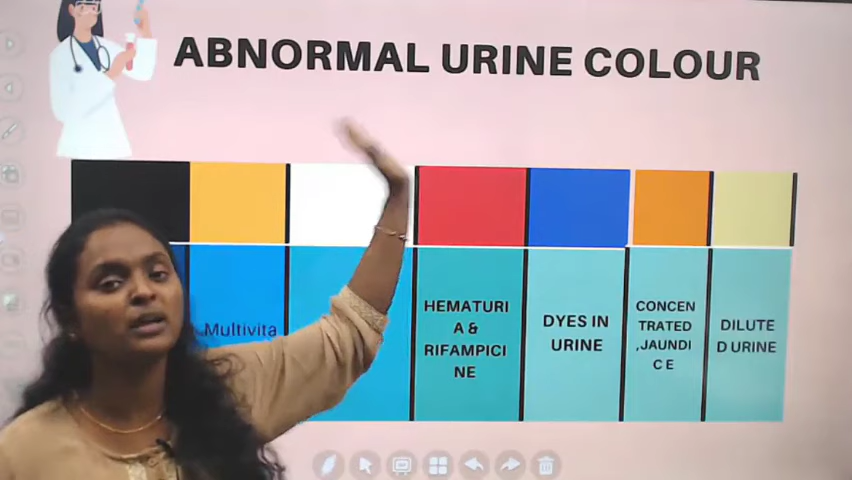 ABNORMAL URINE COLOUR
Multivita
HEMATURI
A &
RIFAMPICI
NE
DYES IN
URINE
CONCEN
TRATED
,JAUNDI
C E
DILUTE
D URINE